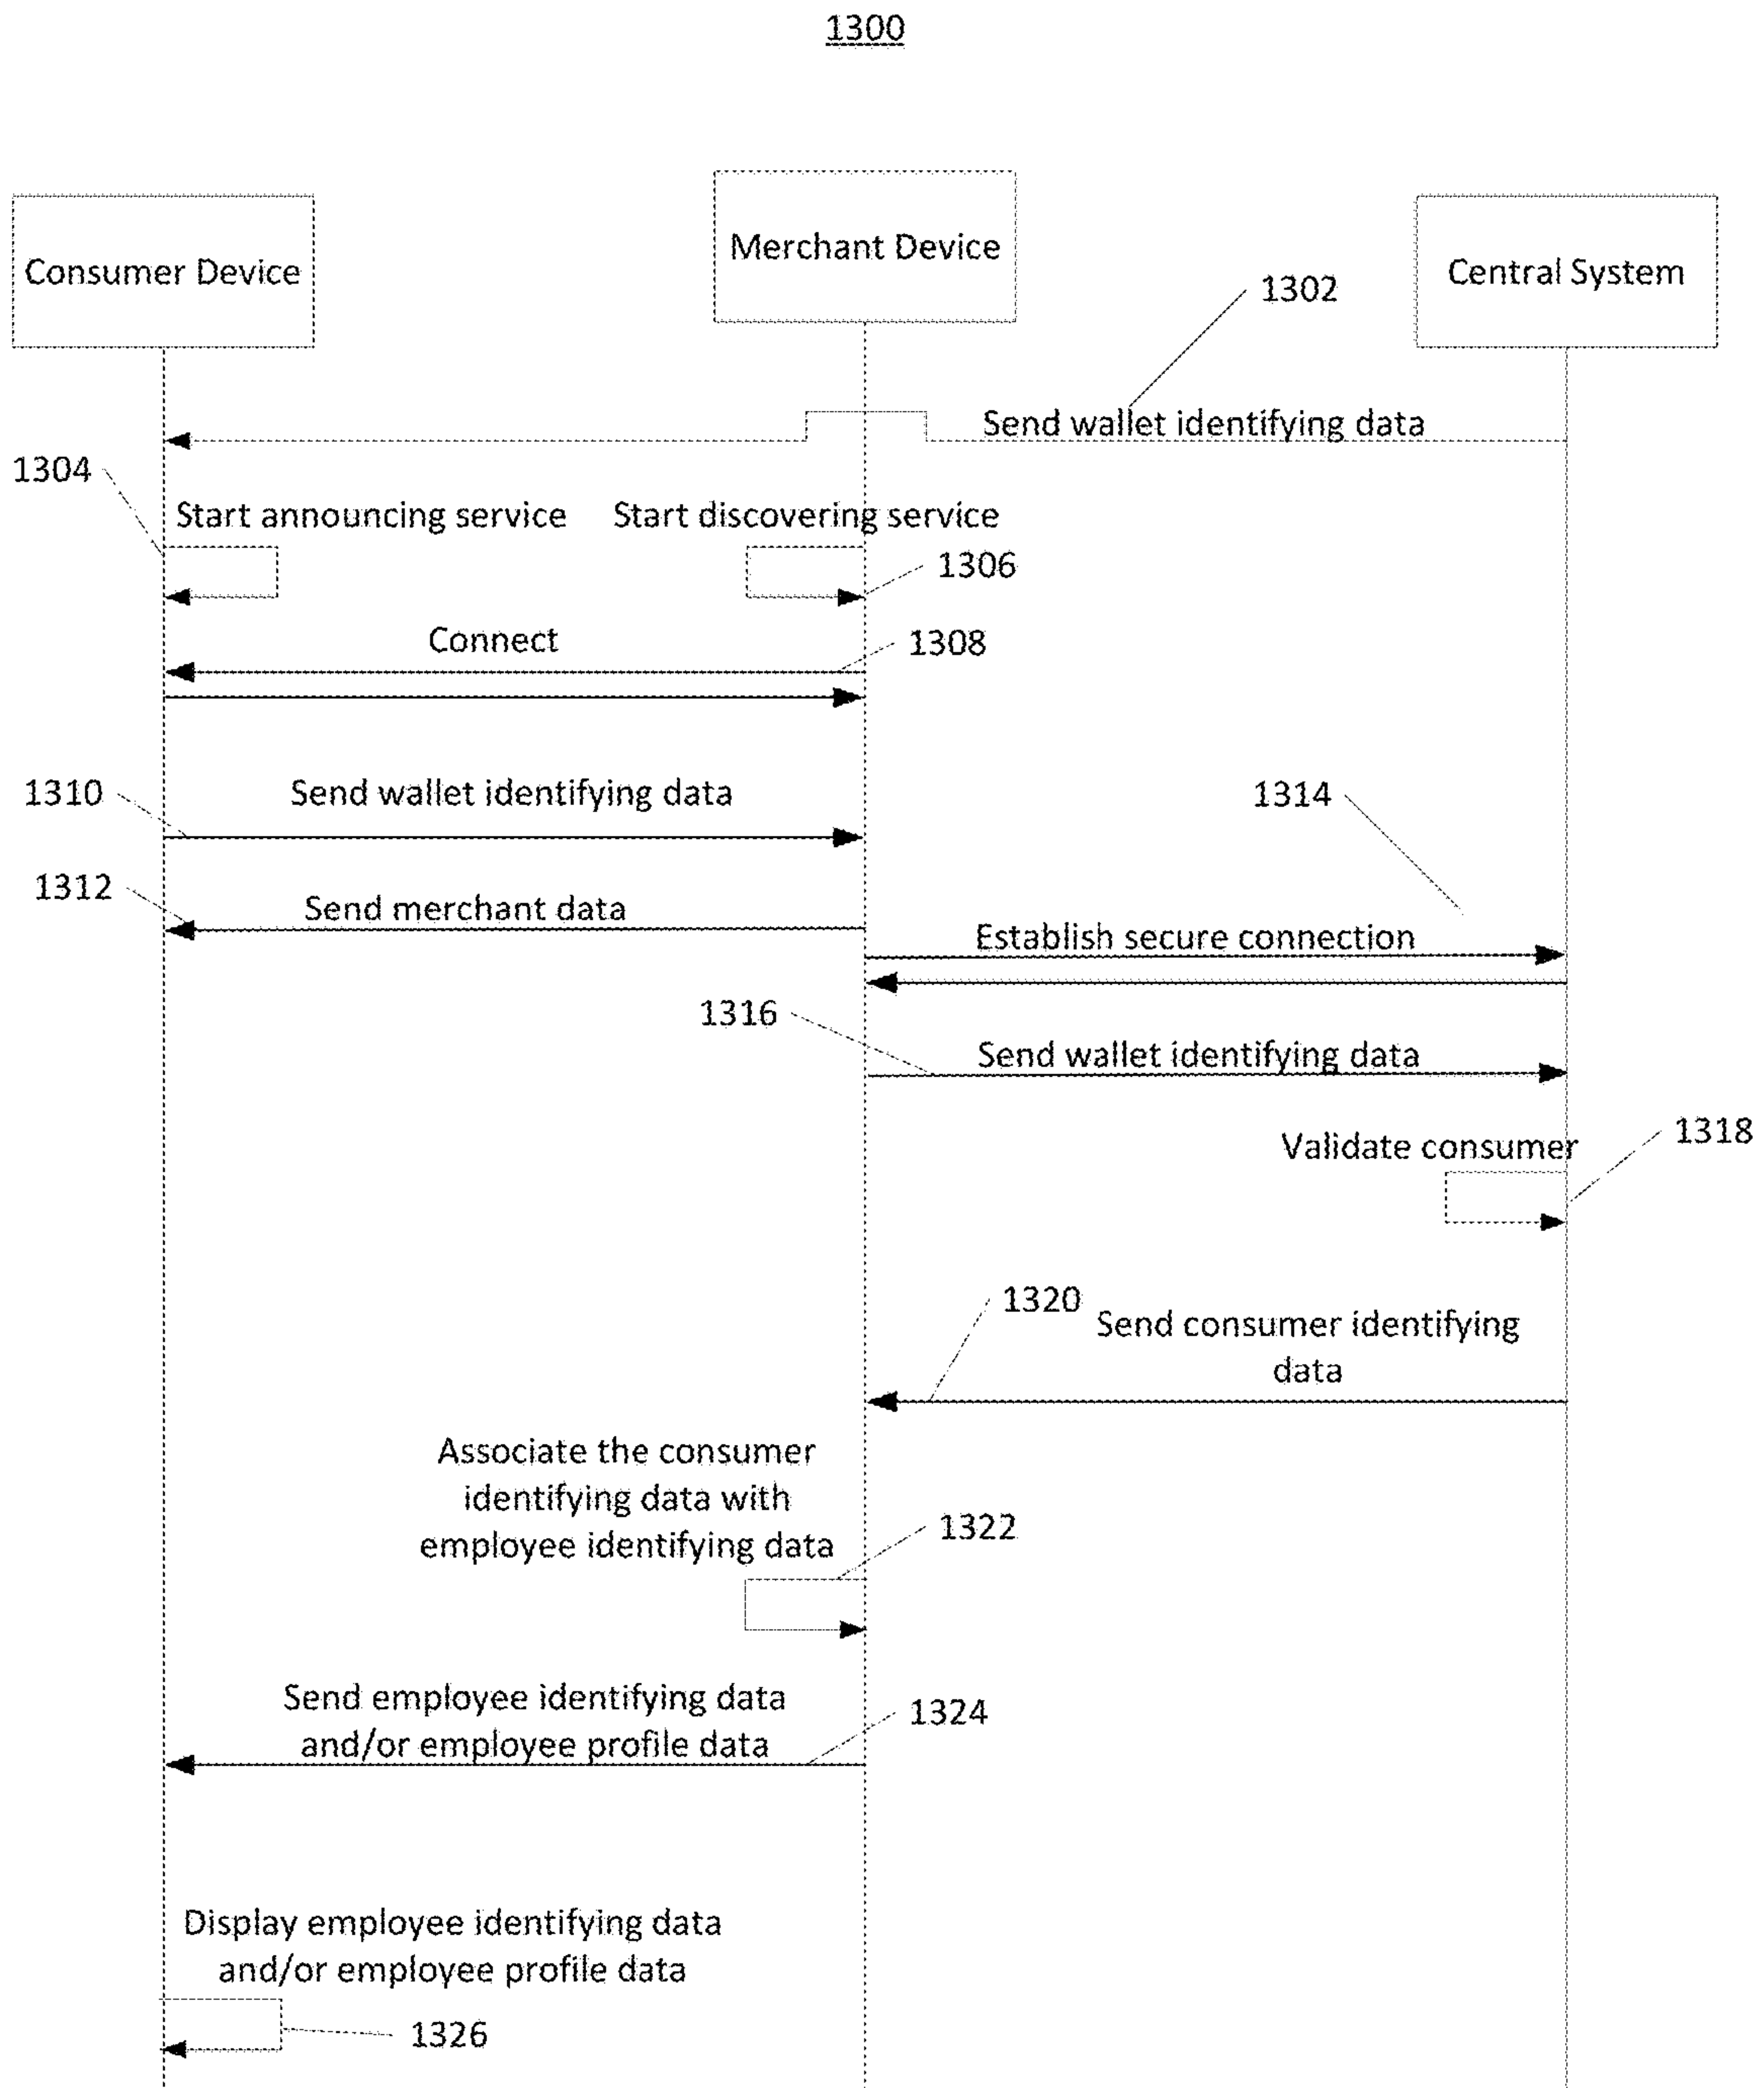 1300
Consumer Device
Merchant Device
Central System
1302
Send wallet identifying data
1304
Start announcing service
Start discovering service
1306
Connect
1308
1310
Send wallet identifying data
1314
1312
Send merchant data
Establish secure connection
1316
Send wallet identifying data
Validate consumer
1318
1320
Send consumer identifying
data
Associate the consumer
identifying data with
employee identifying data
1322
Send employee identifying data
and/or employee profile data
1324
Display employee identifying data
and/or employee profile data
1326